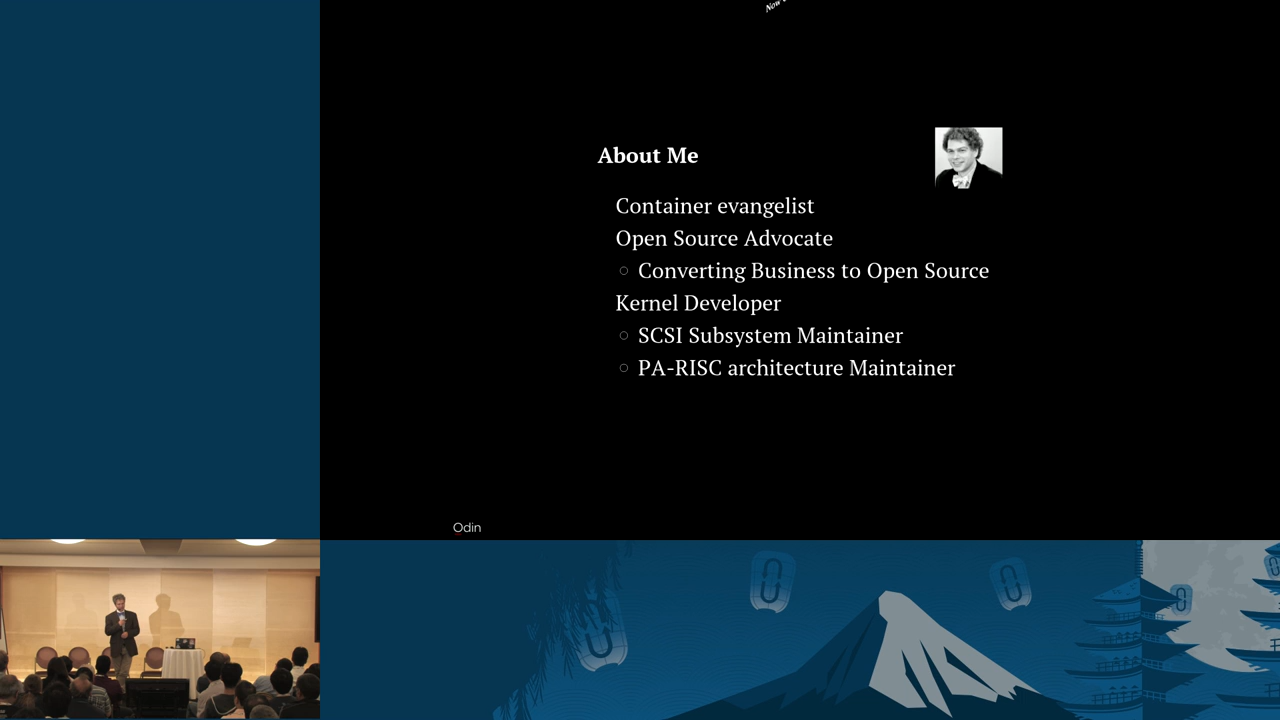 Now
About Me
Container evangelist
Open Source Advocate
Converting Business to Open Source
Kernel Developer
SCSI Subsystem Maintainer
PA-RISC architecture Maintainer
Odin